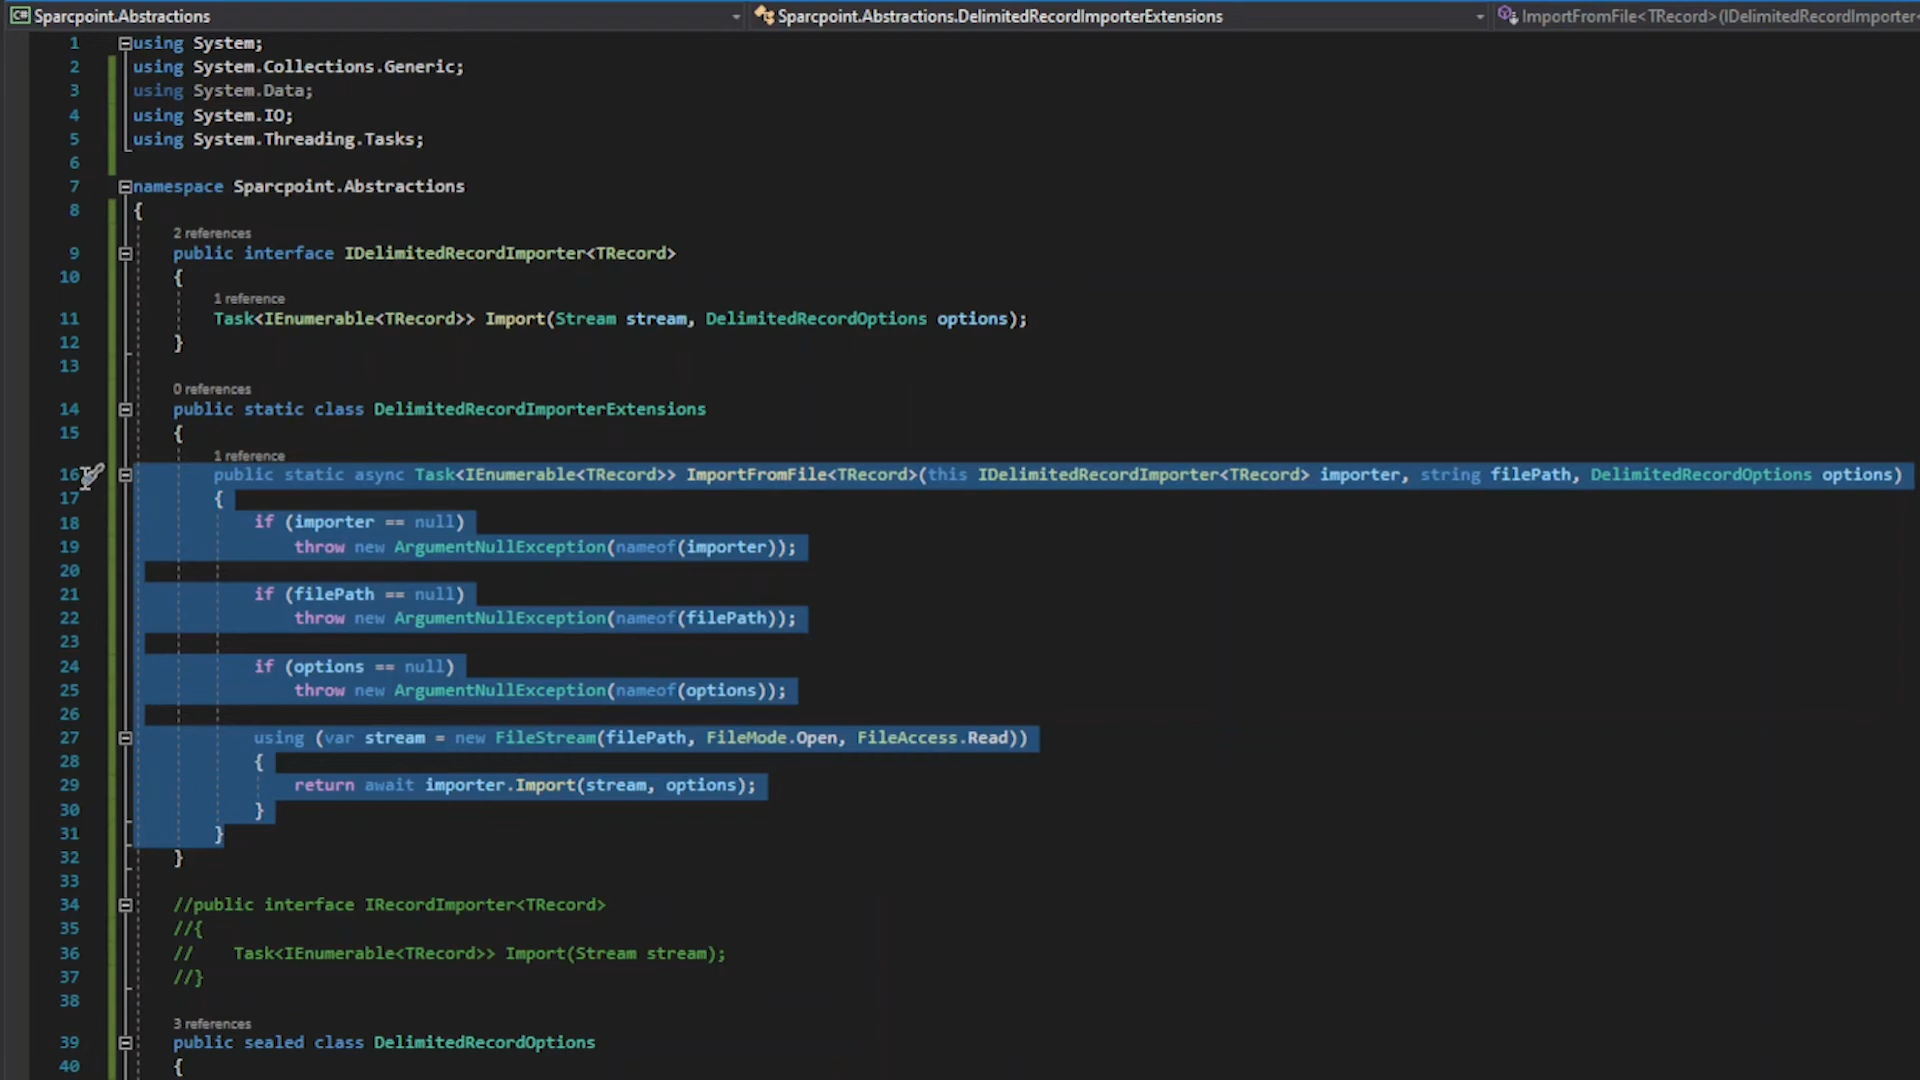 Sparcpoint.Abstractions
Sparcpoint.Abstractions.DelimitedRecordImporterExtensions
ImportFromFile<TRecord>(IDelimitedRecordImporter<
1 using System;
2 using System.Collections.Generic;
3 using System.Data;
4 using System.IO;
5 using System.Threading.Tasks;
6
7 namespace Sparcpoint.Abstractions
8 {
2 references
9 public interface IDelimitedRecordImporter<TRecord>
10 {
1 reference
11 Task<IEnumerable<TRecord>> Import(Stream stream, DelimitedRecordOptions options);
12 }
13
0 references
14 public static class DelimitedRecordImporterExtensions
15 {
1 reference
16 public static async Task<IEnumerable<TRecord>> ImportFromFile<TRecord>(this IDelimitedRecordImporter<TRecord> importer, string filePath, DelimitedRecordOptions options)
17 {
18 if (importer == null)
19 throw new ArgumentNullException(nameof(importer));
20
21 if (filePath == null)
22 throw new ArgumentNullException(nameof(filePath));
23
24 if (options == null)
25 throw new ArgumentNullException(nameof(options));
26
27 using (var stream = new FileStream(filePath, FileMode.Open, FileAccess.Read))
28 {
29 return await importer.Import(stream, options);
30 }
31 }
32 }
33
34 //public interface IRecordImporter<TRecord>
35 //{
36 // Task<IEnumerable<TRecord>> Import(Stream stream);
37 //}
38
3 references
39 public sealed class DelimitedRecordOptions
40 {